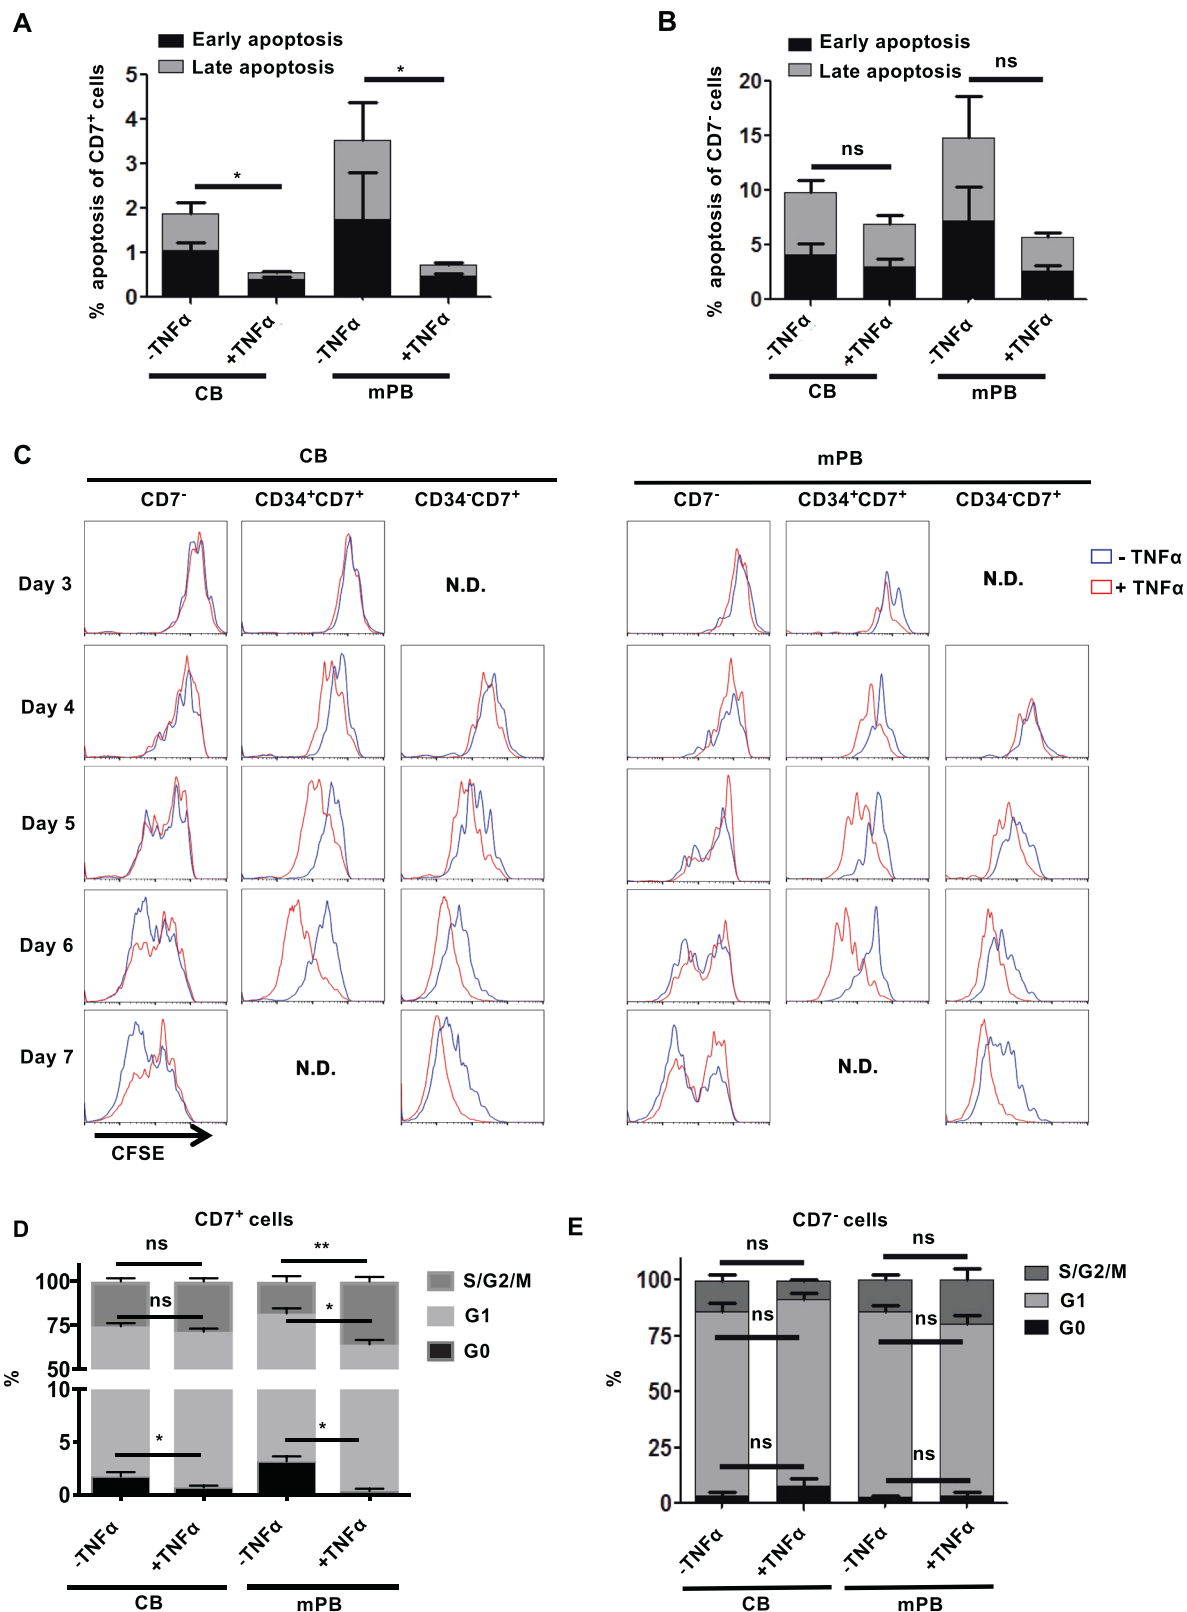 A
Early apoptosis
Late apoptosis
% apoptosis of CD7+ cells
5
4
3
2
1
0
*
*
-TNFα
+TNFα
-TNFα
+TNFα
CB
mPB
B
Early apoptosis
Late apoptosis
% apoptosis of CD7- cells
20
15
10
5
0
ns
ns
-TNFα
+TNFα
-TNFα
+TNFα
CB
mPB
C
CB
mPB
CD7-
CD34+CD7+
CD34-CD7+
CD7-
CD34+CD7+
CD34-CD7+
- TNFα
+ TNFα
Day 3
N.D.
N.D.
Day 4
Day 5
Day 6
Day 7
N.D.
N.D.
CFSE
D
CD7+ cells
ns
**
100
75
50
10
5
0
%
ns
*
*
*
S/G2/M
G1
G0
-TNFα
+TNFα
-TNFα
+TNFα
CB
mPB
E
CD7- cells
ns
ns
100
75
50
25
0
%
ns
ns
ns
ns
S/G2/M
G1
G0
-TNFα
+TNFα
-TNFα
+TNFα
CB
mPB